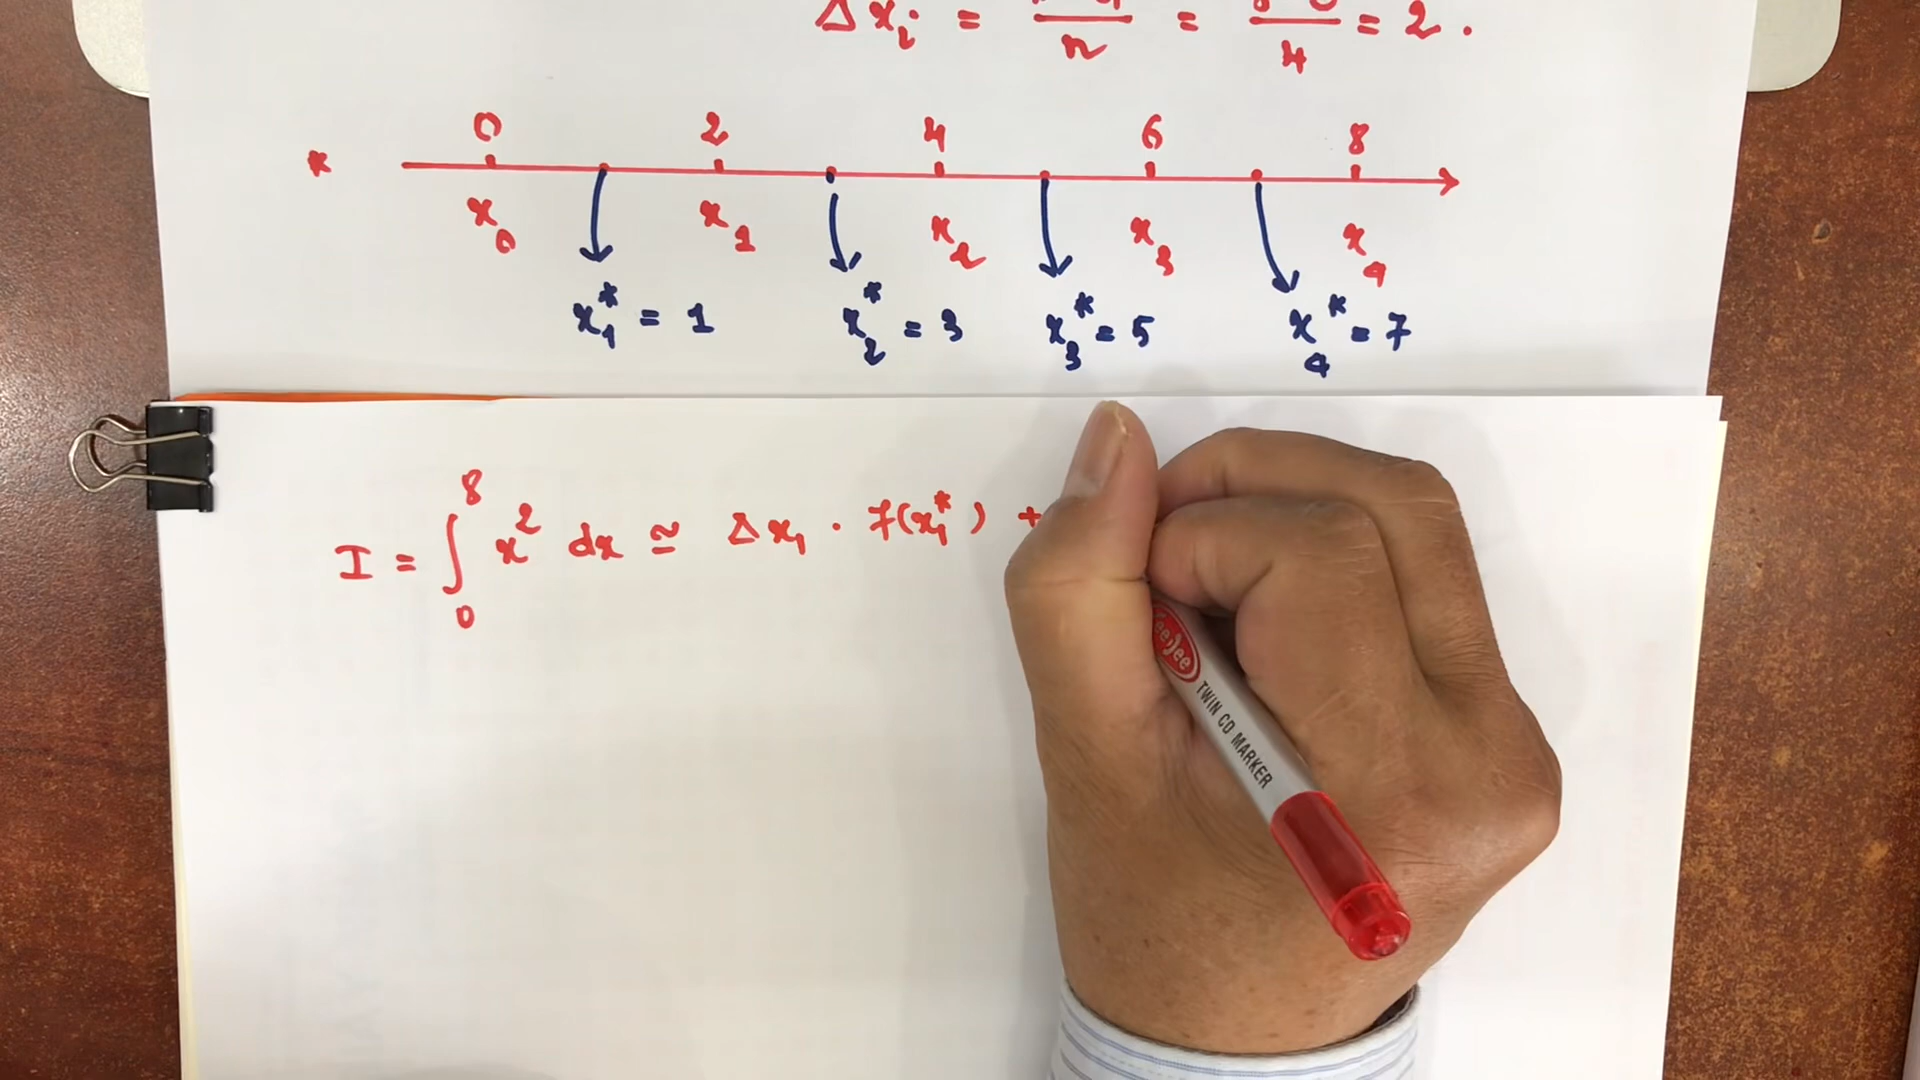 Δxᵢ = /n = /4 = 2.
0 2 4 6 8
*
x₀ x₁ x₂ x₃ x₄
x₁* = 1 x₂* = 3 x₃* = 5 x₄* = 7
I = ∫₀⁸ x² dx ≃ Δx₁ · f(x₁*) +
TWIN CD MARKER